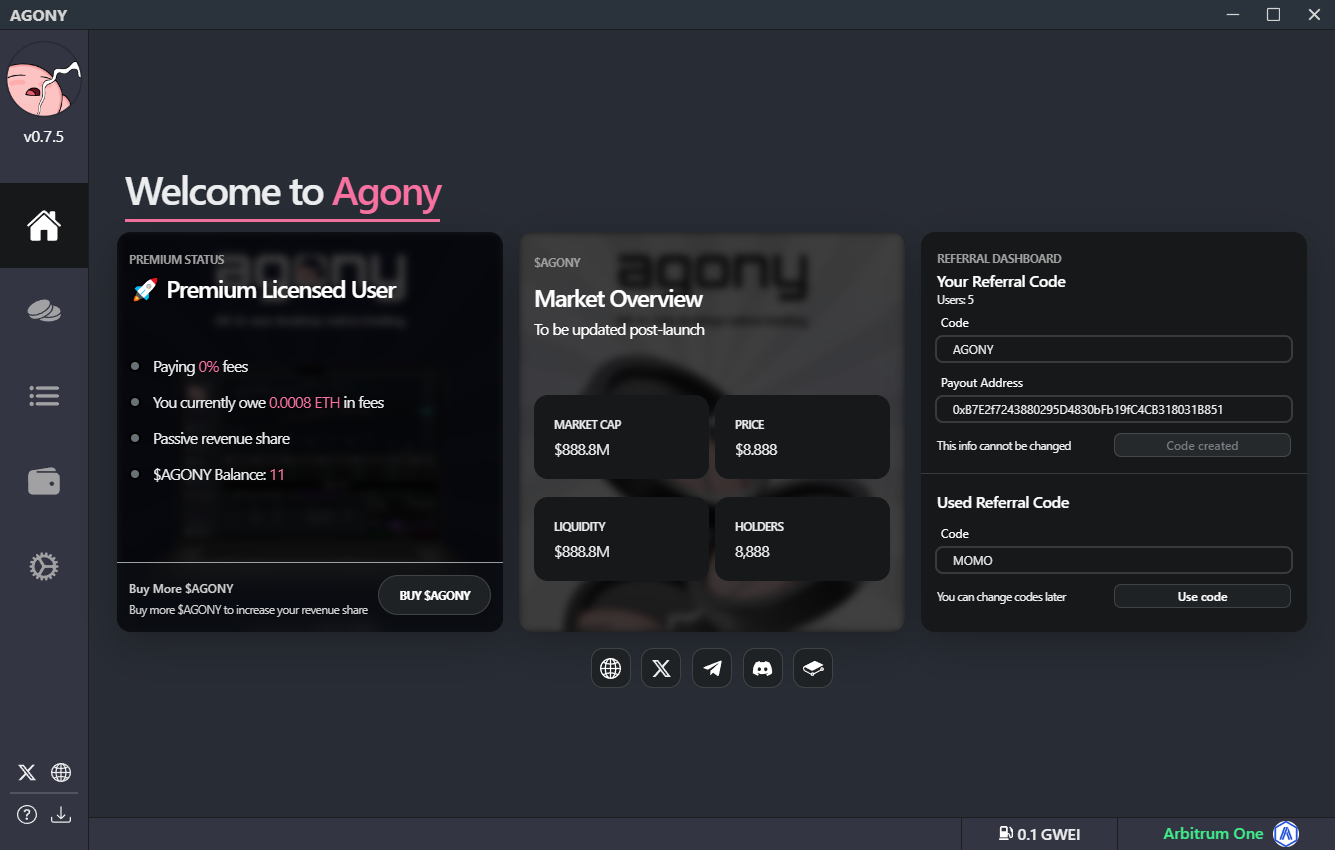 AGONY
v0.7.5
Welcome to Agony
PREMIUM STATUS
agony
🚀 Premium Licensed User
Paying 0% fees
You currently owe 0.0008 ETH in fees
Passive revenue share
$AGONY Balance: 11
Buy More $AGONY
Buy more $AGONY to increase your revenue share
BUY $AGONY
$AGONY
agony
Market Overview
To be updated post-launch
MARKET CAP
$888.8M
PRICE
$8.888
LIQUIDITY
$888.8M
HOLDERS
8,888
REFERRAL DASHBOARD
Your Referral Code
Users: 5
Code
AGONY
Payout Address
0xB7E2f7243880295D4830bFb19fC4CB318031B851
This info cannot be changed
Code created
Used Referral Code
Code
MOMO
You can change codes later
Use code
0.1 GWEI
Arbitrum One